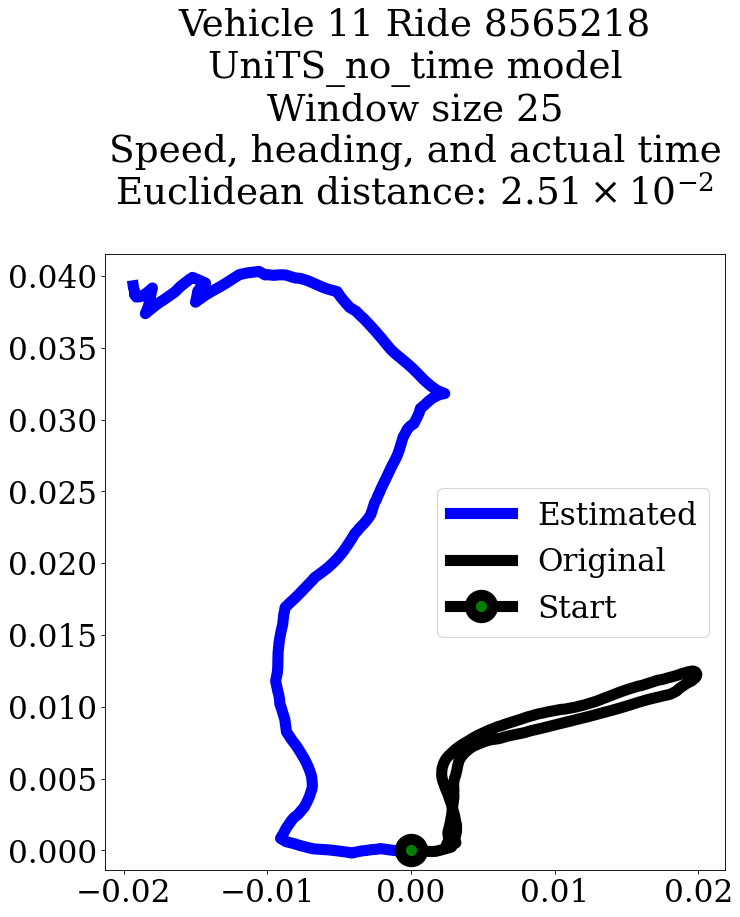 Vehicle 11 Ride 8565218
UniTS_no_time model
Window size 25
Speed, heading, and actual time
Euclidean distance: 2.51 × 10⁻²
0.040
0.035
0.030
0.025
0.020
0.015
0.010
0.005
0.000
Estimated
Original
Start
−0.02 −0.01 0.00 0.01 0.02